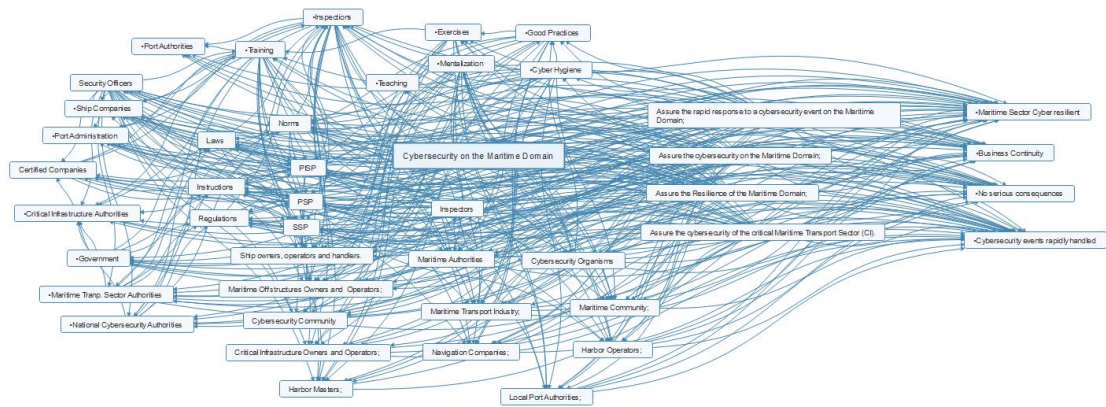 •Inspections
•Port Authorities
•Training
•Exercises
•Good Practices
•Mentalization
•Cyber Hygiene
•Teaching
Security Officers
•Ship Companies
•Port Administration
Certified Companies
•Critical Infrastructure Authorities
•Government
•Maritime Tranp. Sector Authorities
•National Cybersecurity Authorities
Norms
Laws
PfSP
Instructions
PSP
Regulations
SSP
Cybersecurity on the Maritime Domain
Inspectors
Assure the rapid response to a cybersecurity event on the Maritime
Domain;
Assure the cybersecurity on the Maritime Domain;
Assure the Resilience of the Maritime Domain;
Assure the cybersecurity of the critical Maritime Transport Sector (CI).
•Maritime Sector Cyber resilient
•Business Continuity
•No serious consequences
•Cybersecurity events rapidly handled
Ship owners, operators and handlers.
Maritime Authorities
Cybersecurity Organisms
Maritime Offstructures Owners and Operators;
Cybersecurity Community
Maritime Transport Industry;
Maritime Community;
Critical Infrastructure Owners and Operators;
Navigation Companies;
Harbor Operators;
Harbor Masters;
Local Port Authorities;